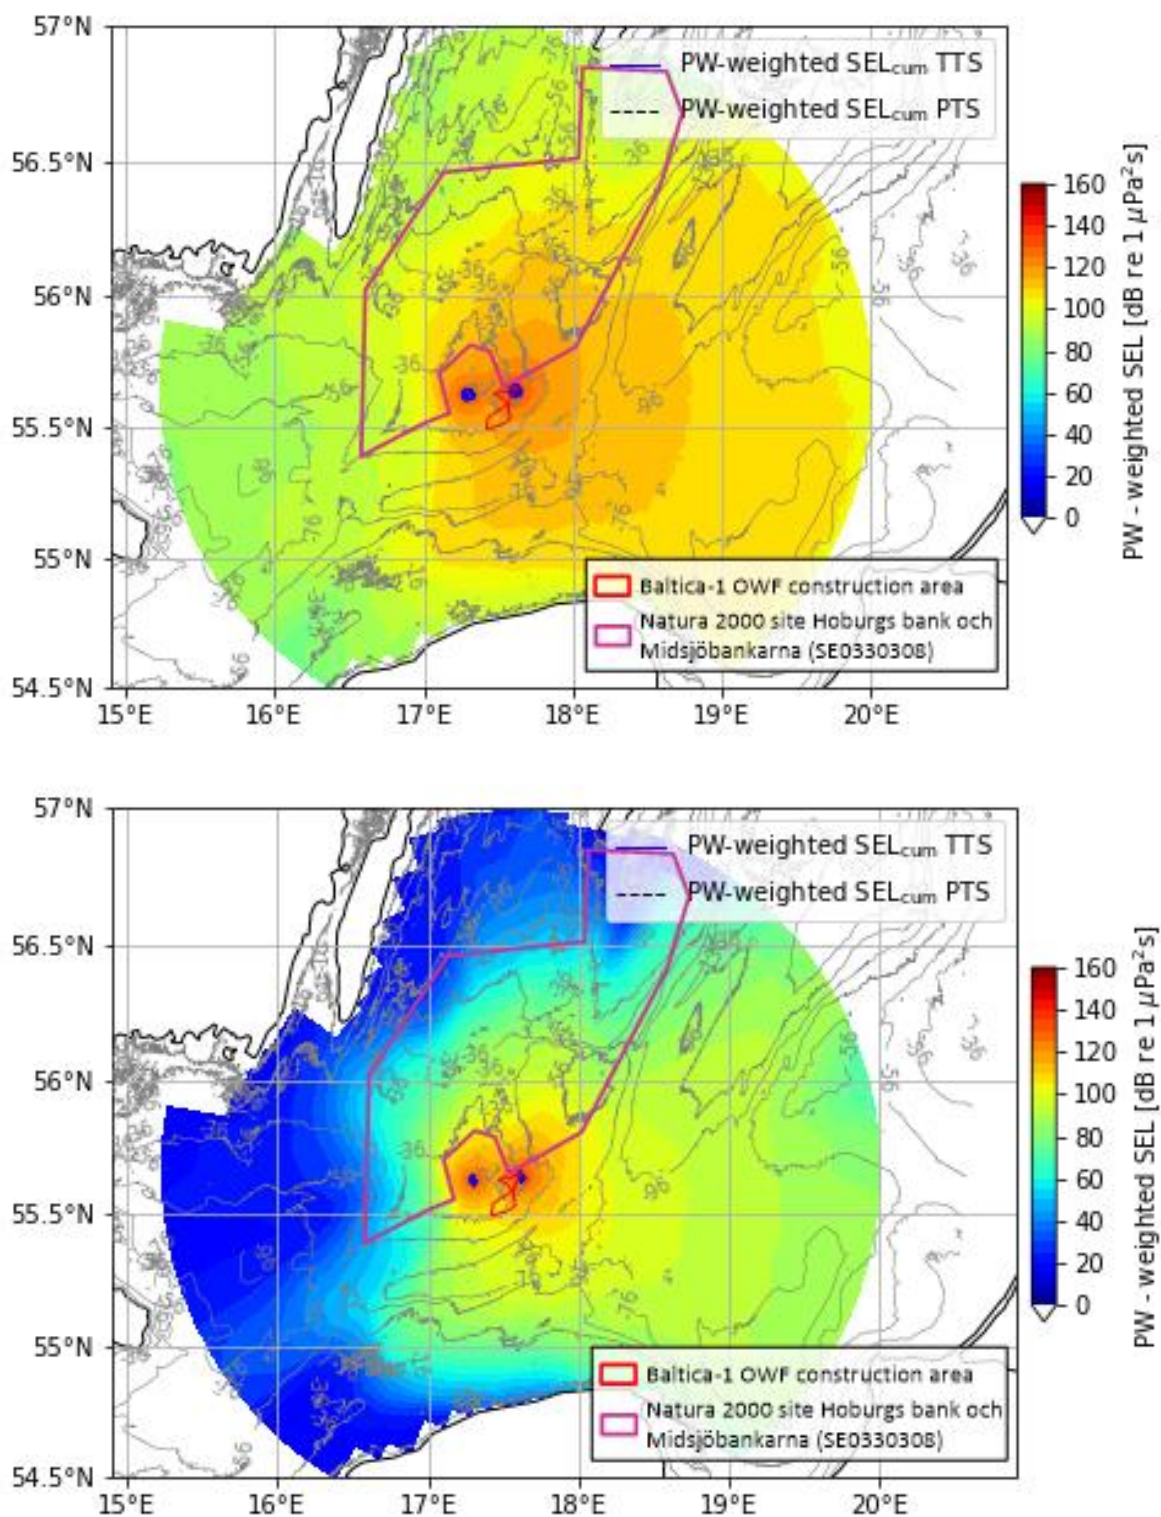 57°N
56.5°N
56°N
55.5°N
55°N
54.5°N
15°E 16°E 17°E 18°E 19°E 20°E
PW-weighted SELcum TTS
PW-weighted SELcum PTS
160
140
120
100
80
60
40
20
0
PW - weighted SEL [dB re 1 μPa²s]
Baltica-1 OWF construction area
Natura 2000 site Hoburgs bank och
Midsjöbankarna (SE0330308)
57°N
56.5°N
56°N
55.5°N
55°N
54.5°N
15°E 16°E 17°E 18°E 19°E 20°E
PW-weighted SELcum TTS
PW-weighted SELcum PTS
160
140
120
100
80
60
40
20
0
PW - weighted SEL [dB re 1 μPa²s]
Baltica-1 OWF construction area
Natura 2000 site Hoburgs bank och
Midsjöbankarna (SE0330308)